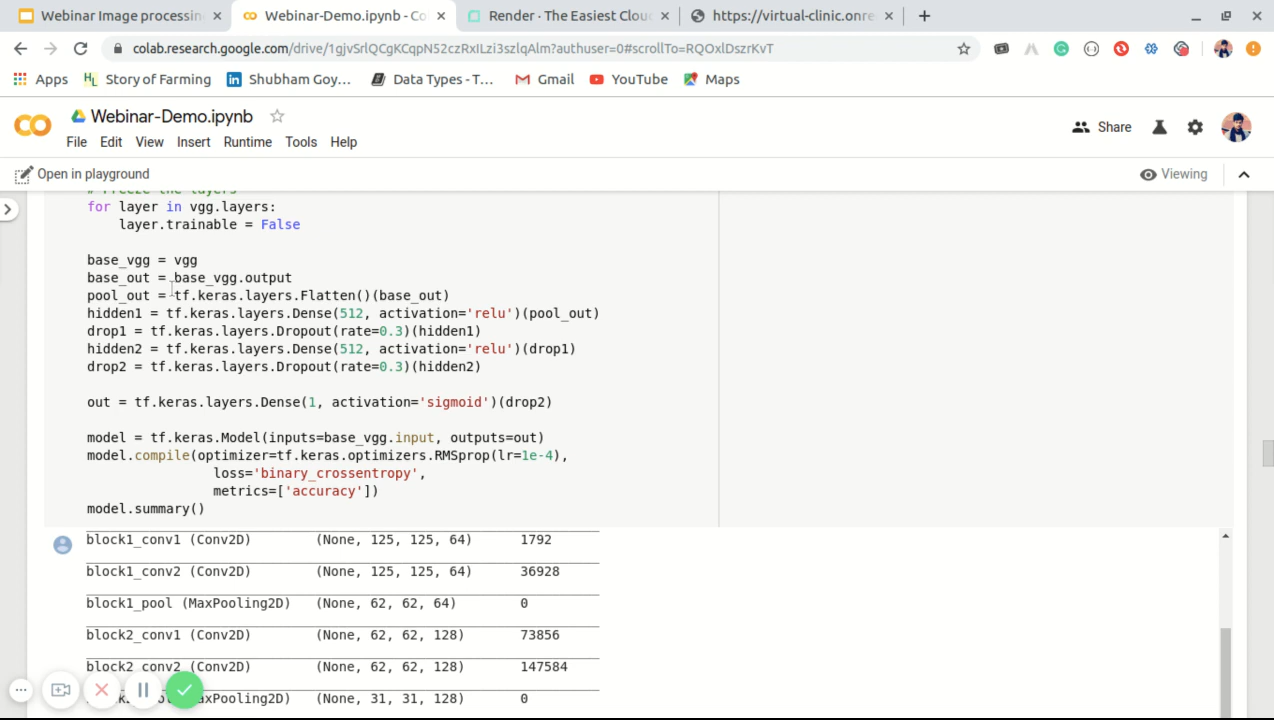 Webinar Image processin
Webinar-Demo.ipynb - Co
Render · The Easiest Clou
https://virtual-clinic.onre
colab.research.google.com/drive/1gjvSrlQCgKCqpN52czRxILzi3szlqAlm?authuser=0#scrollTo=RQOxlDszrKvT
Apps
Story of Farming
Shubham Goy...
Data Types - T...
Gmail
YouTube
Maps
Webinar-Demo.ipynb
File Edit View Insert Runtime Tools Help
Share
Open in playground
Viewing
# Freeze the layers
for layer in vgg.layers:
layer.trainable = False
base_vgg = vgg
base_out = base_vgg.output
pool_out = tf.keras.layers.Flatten()(base_out)
hidden1 = tf.keras.layers.Dense(512, activation='relu')(pool_out)
drop1 = tf.keras.layers.Dropout(rate=0.3)(hidden1)
hidden2 = tf.keras.layers.Dense(512, activation='relu')(drop1)
drop2 = tf.keras.layers.Dropout(rate=0.3)(hidden2)
out = tf.keras.layers.Dense(1, activation='sigmoid')(drop2)
model = tf.keras.Model(inputs=base_vgg.input, outputs=out)
model.compile(optimizer=tf.keras.optimizers.RMSprop(lr=1e-4),
loss='binary_crossentropy',
metrics=['accuracy'])
model.summary()
block1_conv1 (Conv2D) (None, 125, 125, 64) 1792
block1_conv2 (Conv2D) (None, 125, 125, 64) 36928
block1_pool (MaxPooling2D) (None, 62, 62, 64) 0
block2_conv1 (Conv2D) (None, 62, 62, 128) 73856
block2_conv2 (Conv2D) (None, 62, 62, 128) 147584
axPooling2D) (None, 31, 31, 128) 0